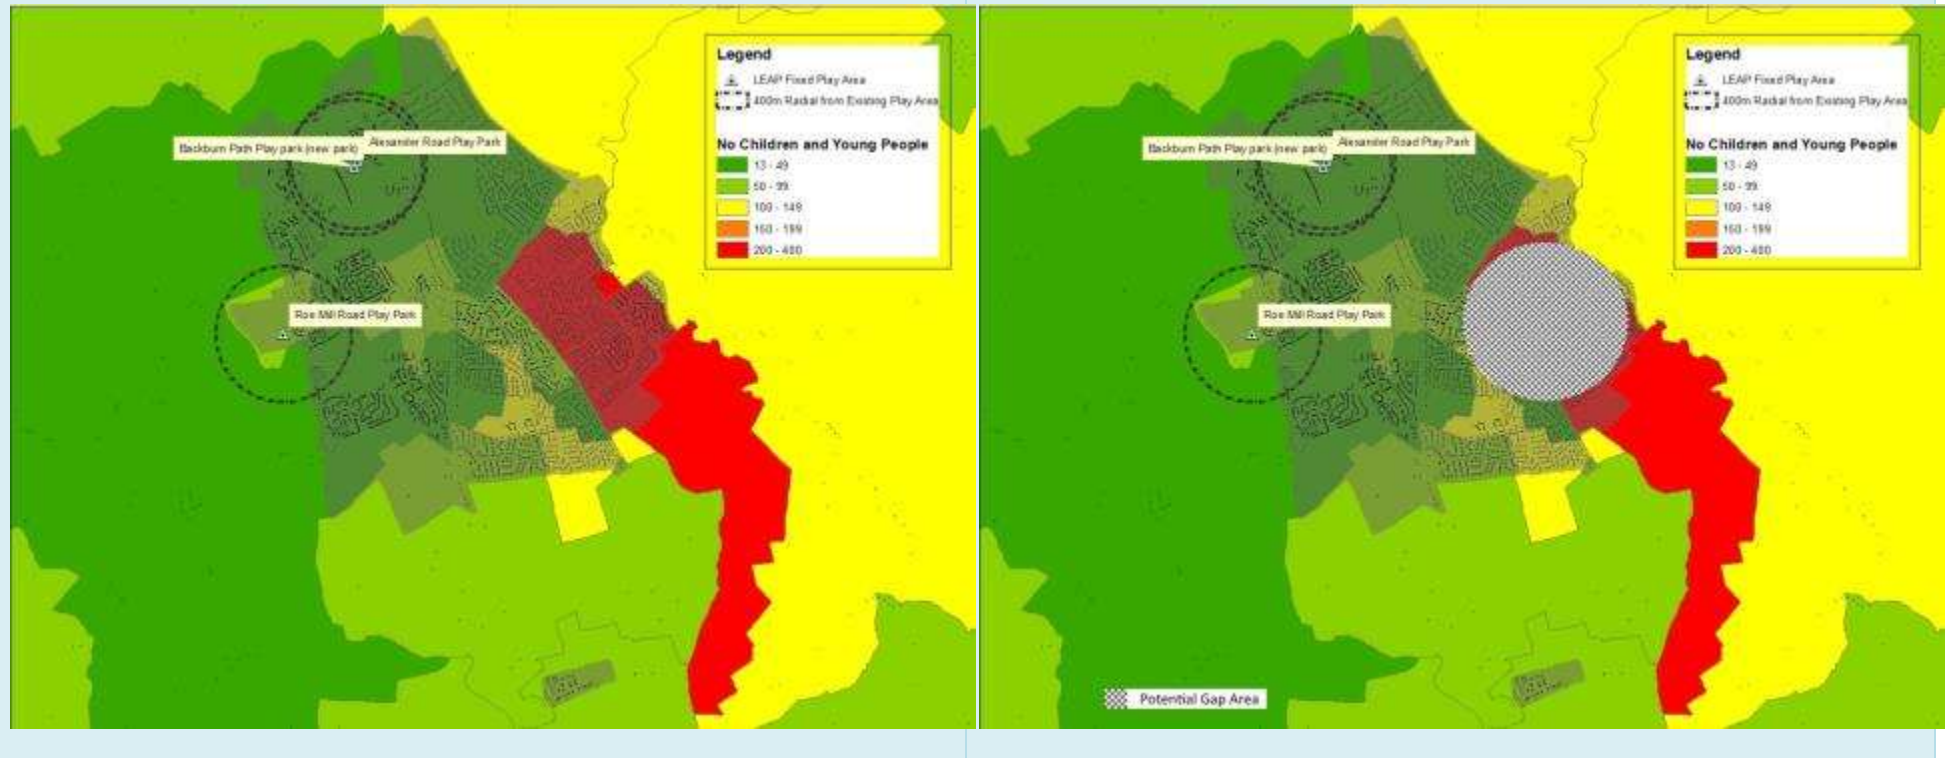 Legend
LEAP Fixed Play Area
400m Radial from Existing Play Area
No Children and Young People
13 - 49
50 - 99
100 - 149
150 - 199
200 - 400
Backburn Path Play park (new park)
Alexander Road Play Park
Roe Mill Road Play Park
Legend
LEAP Fixed Play Area
400m Radial from Existing Play Area
No Children and Young People
13 - 49
50 - 99
100 - 149
150 - 199
200 - 400
Backburn Path Play park (new park)
Alexander Road Play Park
Roe Mill Road Play Park
Potential Gap Area